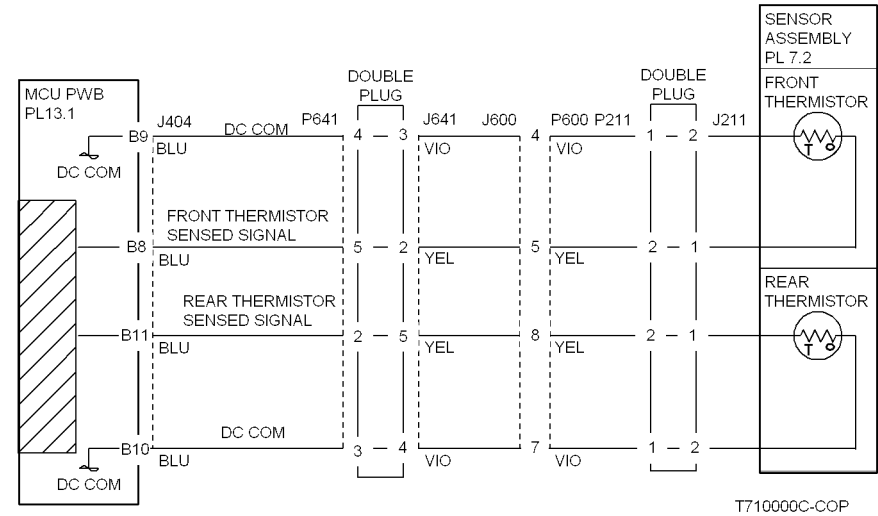 SENSOR
ASSEMBLY
PL 7.2
MCU PWB
PL13.1
DOUBLE
PLUG
DOUBLE
PLUG
FRONT
THERMISTOR
B9 J404 DC COM P641 4 – 3 J641 J600 4 P600 P211 1 – 2 J211
BLU VIO VIO
T
DC COM
FRONT THERMISTOR
SENSED SIGNAL
B8 5 – 2 5 2 – 1
BLU YEL YEL
REAR
THERMISTOR
REAR THERMISTOR
SENSED SIGNAL
B11 2 – 5 8 2 – 1
BLU YEL YEL
T
DC COM
B10 3 – 4 7 1 – 2
BLU VIO VIO
DC COM
T710000C-COP